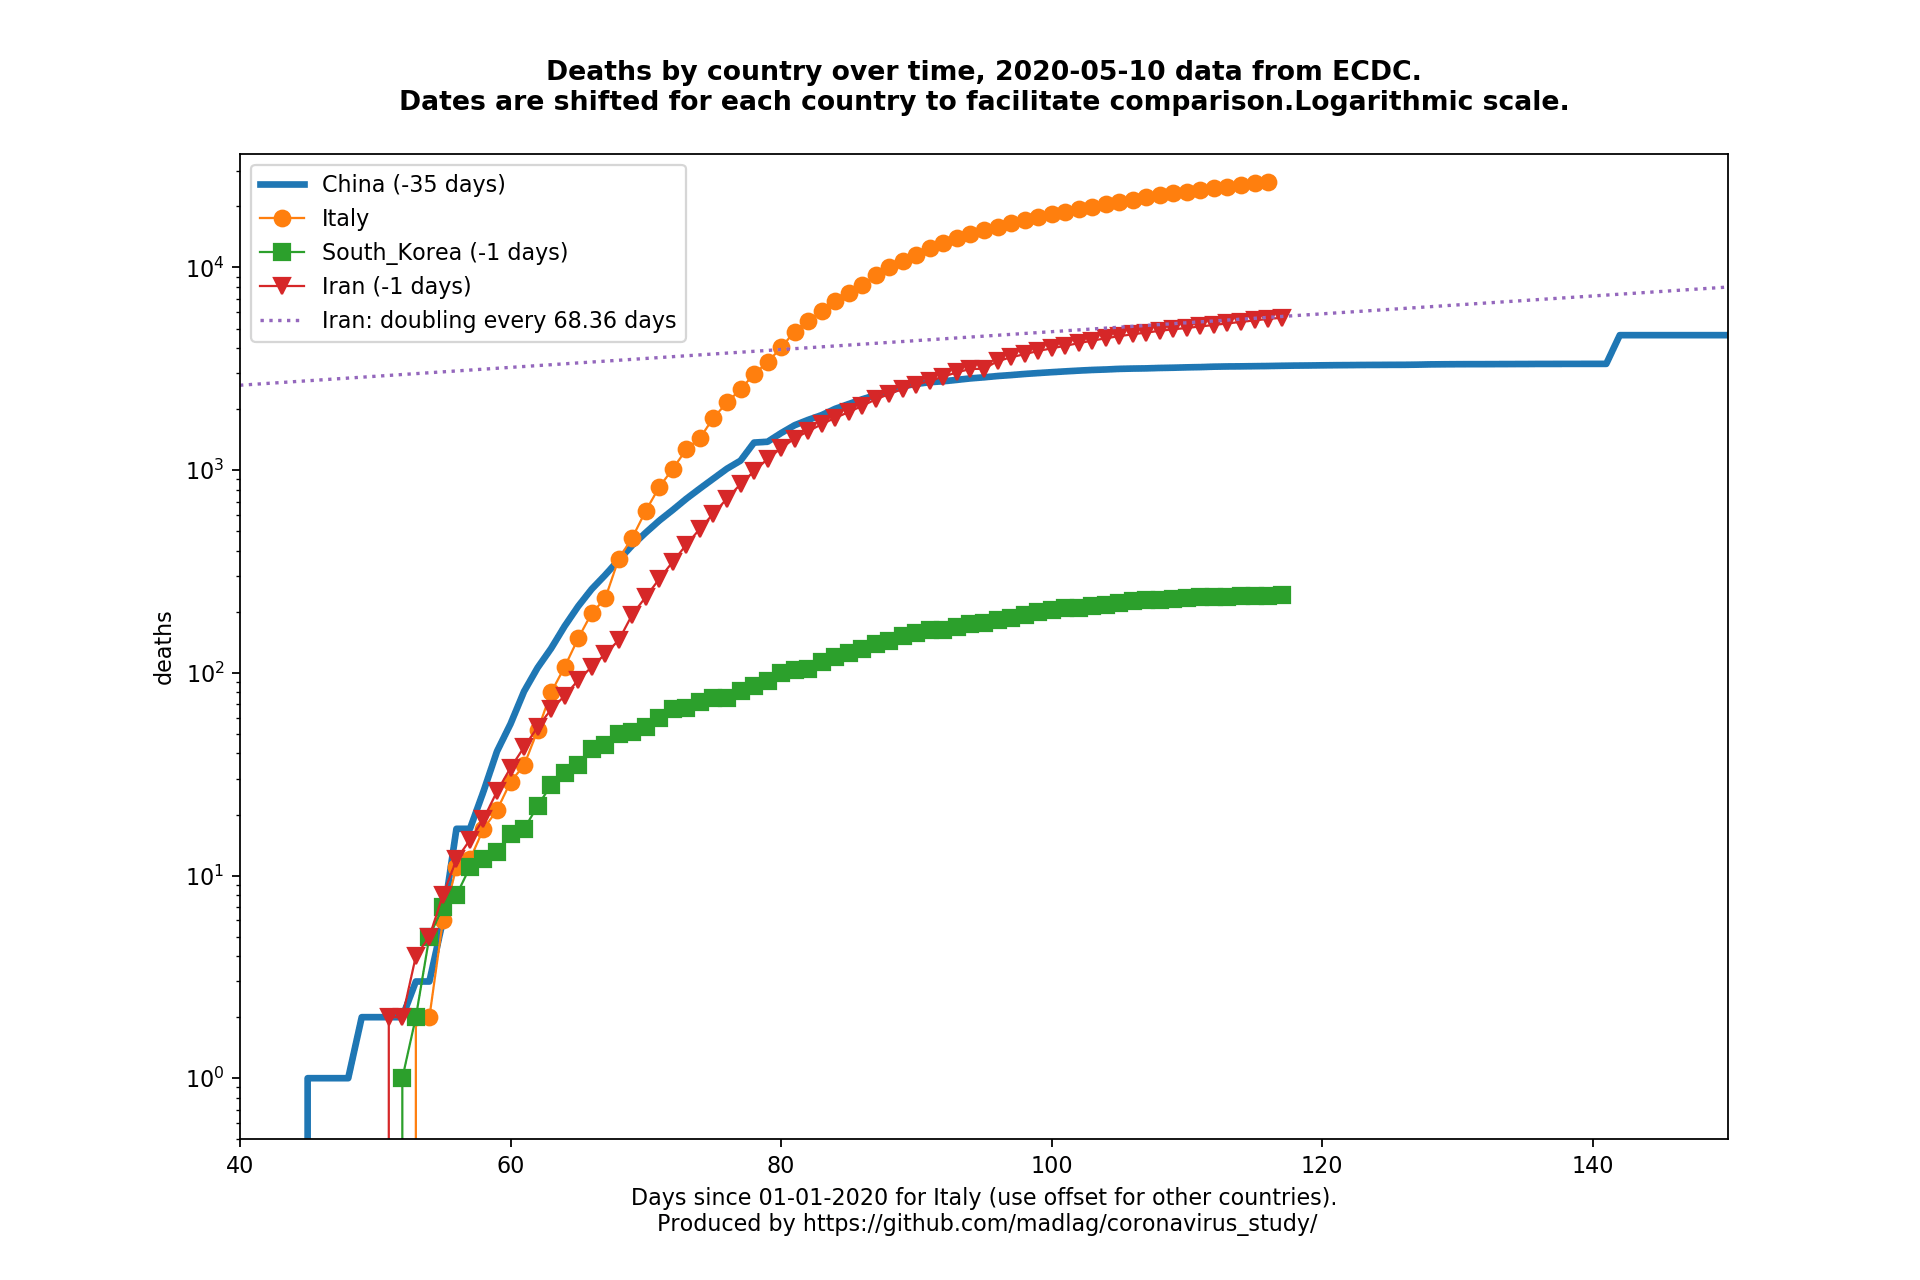 Deaths by country over time, 2020-05-10 data from ECDC.
Dates are shifted for each country to facilitate comparison.Logarithmic scale.
China (-35 days)
Italy
South_Korea (-1 days)
Iran (-1 days)
Iran: doubling every 68.36 days
deaths
10⁴
10³
10²
10¹
10⁰
40 60 80 100 120 140
Days since 01-01-2020 for Italy (use offset for other countries).
Produced by https://github.com/madlag/coronavirus_study/